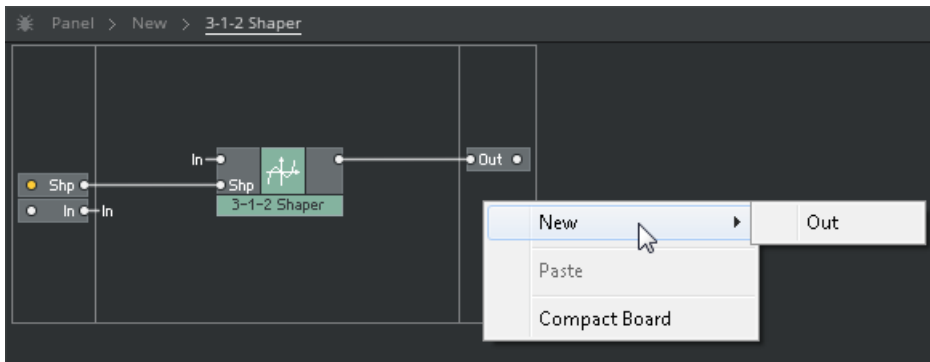 Panel > New > 3-1-2 Shaper
In
Out
Shp
Shp
3-1-2 Shaper
In
In
New
Out
Paste
Compact Board